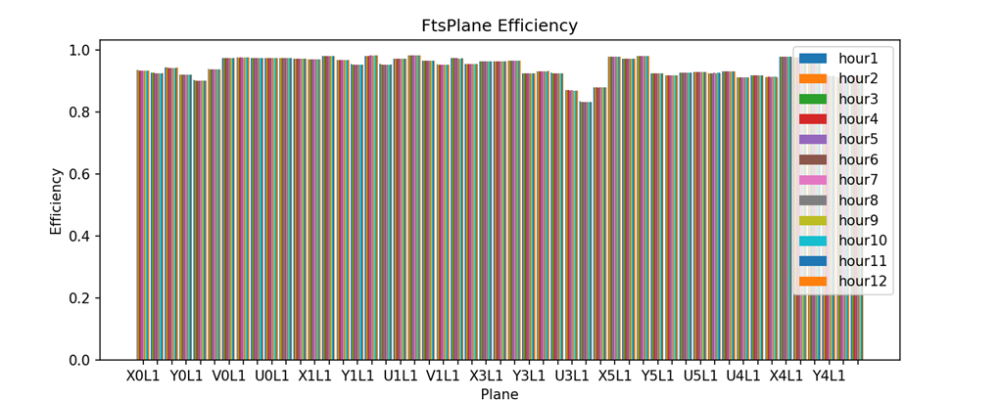 FtsPlane Efficiency
1.0
0.8
0.6
0.4
0.2
0.0
Efficiency
hour1
hour2
hour3
hour4
hour5
hour6
hour7
hour8
hour9
hour10
hour11
hour12
X0L1 Y0L1 V0L1 U0L1 X1L1 Y1L1 U1L1 V1L1 X3L1 Y3L1 U3L1 X5L1 Y5L1 U5L1 U4L1 X4L1 Y4L1
Plane